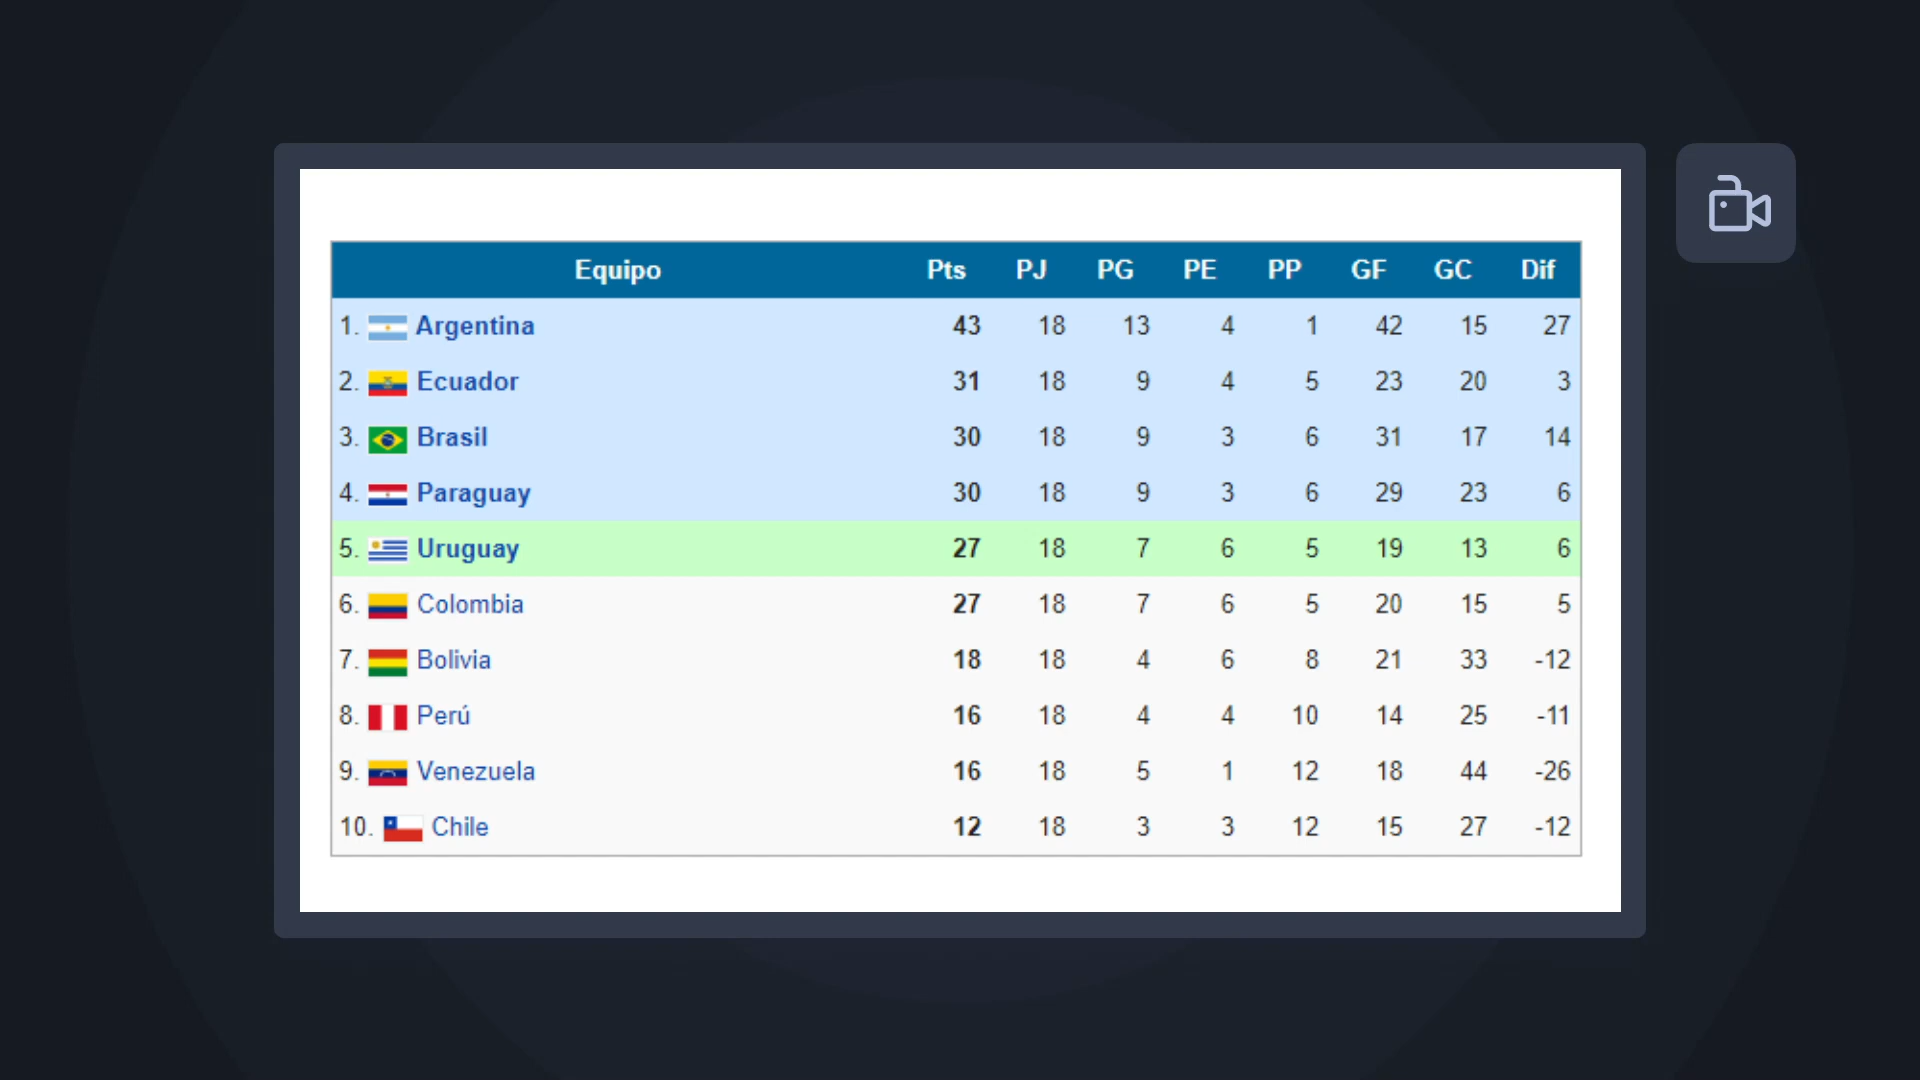 Equipo Pts PJ PG PE PP GF GC Dif
1. Argentina 43 18 13 4 1 42 15 27
2. Ecuador 31 18 9 4 5 23 20 3
3. Brasil 30 18 9 3 6 31 17 14
4. Paraguay 30 18 9 3 6 29 23 6
5. Uruguay 27 18 7 6 5 19 13 6
6. Colombia 27 18 7 6 5 20 15 5
7. Bolivia 18 18 4 6 8 21 33 -12
8. Perú 16 18 4 4 10 14 25 -11
9. Venezuela 16 18 5 1 12 18 44 -26
10. Chile 12 18 3 3 12 15 27 -12